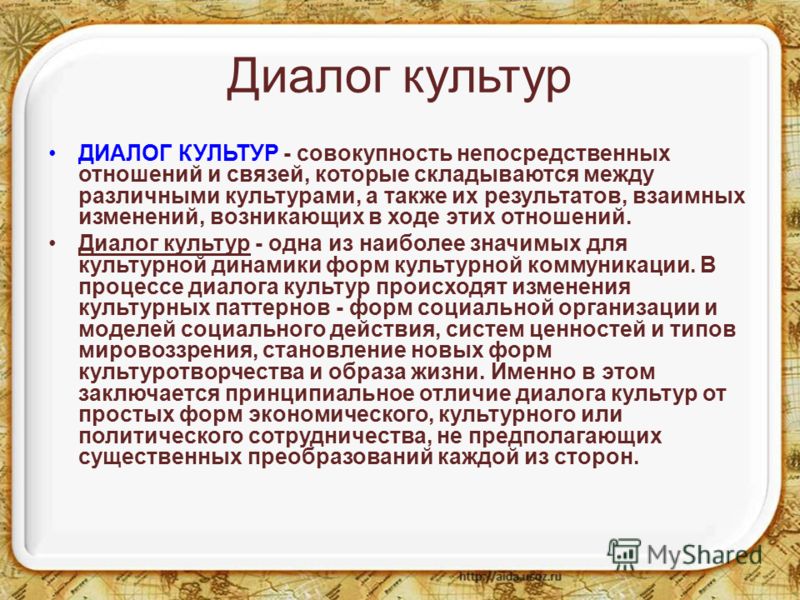 Диалог культур
• ДИАЛОГ КУЛЬТУР - совокупность непосредственных
отношений и связей, которые складываются между
различными культурами, а также их результатов, взаимных
изменений, возникающих в ходе этих отношений.
• Диалог культур - одна из наиболее значимых для
культурной динамики форм культурной коммуникации. В
процессе диалога культур происходят изменения
культурных паттернов - форм социальной организации и
моделей социального действия, систем ценностей и типов
мировоззрения, становление новых форм
культуротворчества и образа жизни. Именно в этом
заключается принципиальное отличие диалога культур от
простых форм экономического, культурного или
политического сотрудничества, не предполагающих
существенных преобразований каждой из сторон.
MyShared
http://aida.ucoz.ru